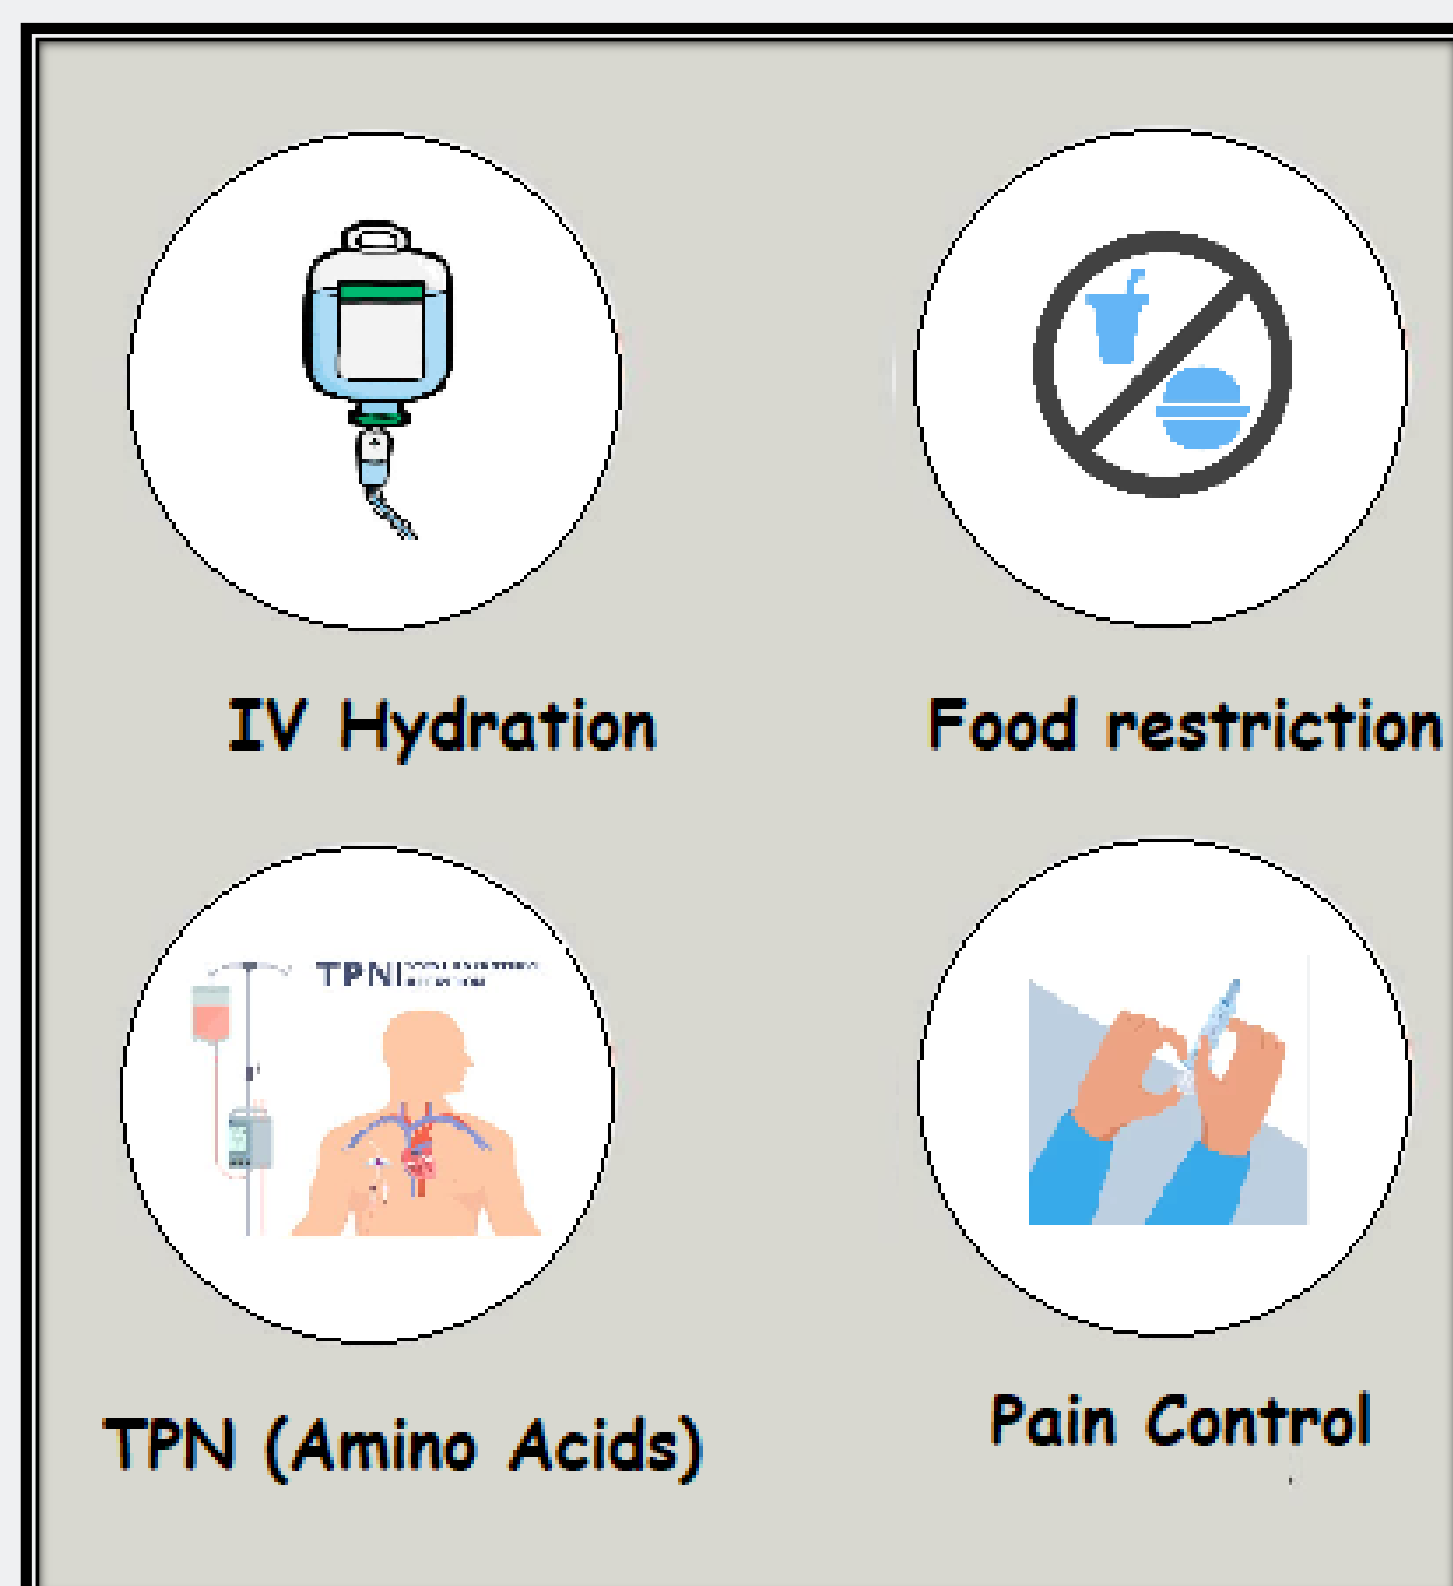 IV Hydration
Food restriction
TPN
TPN (Amino Acids)
Pain Control